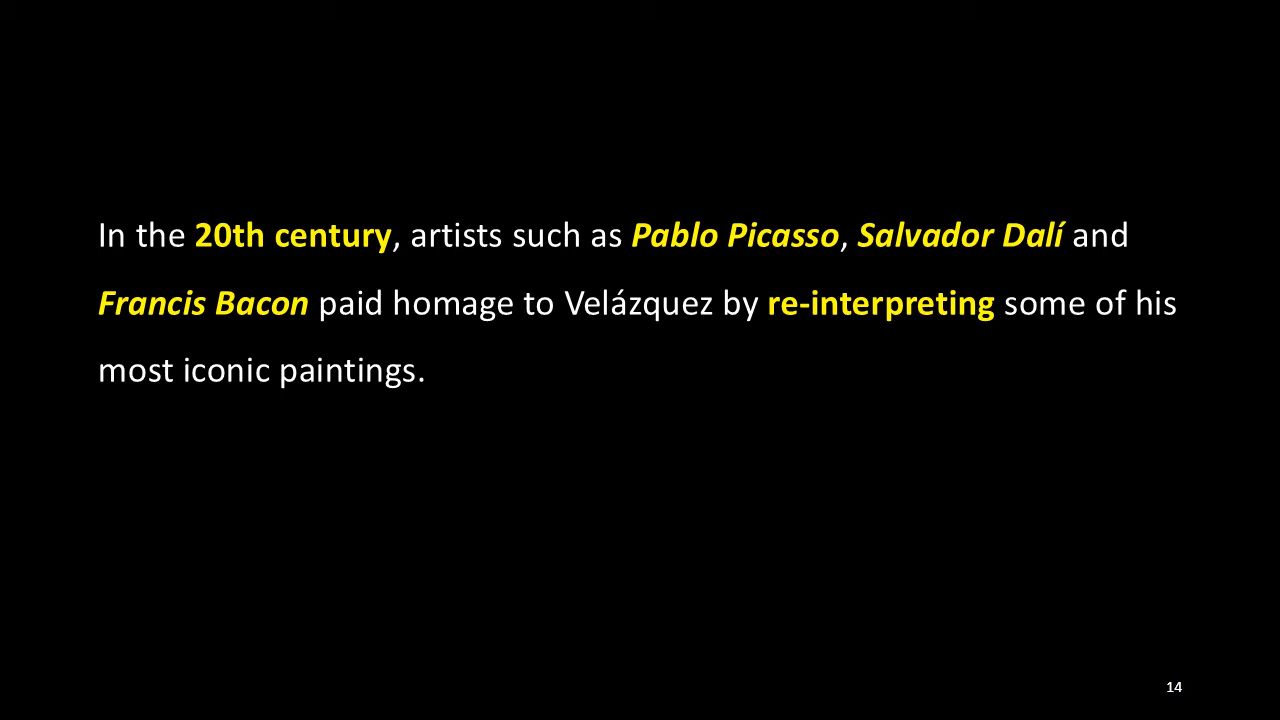 In the 20th century, artists such as Pablo Picasso, Salvador Dalí and
Francis Bacon paid homage to Velázquez by re-interpreting some of his
most iconic paintings.
14